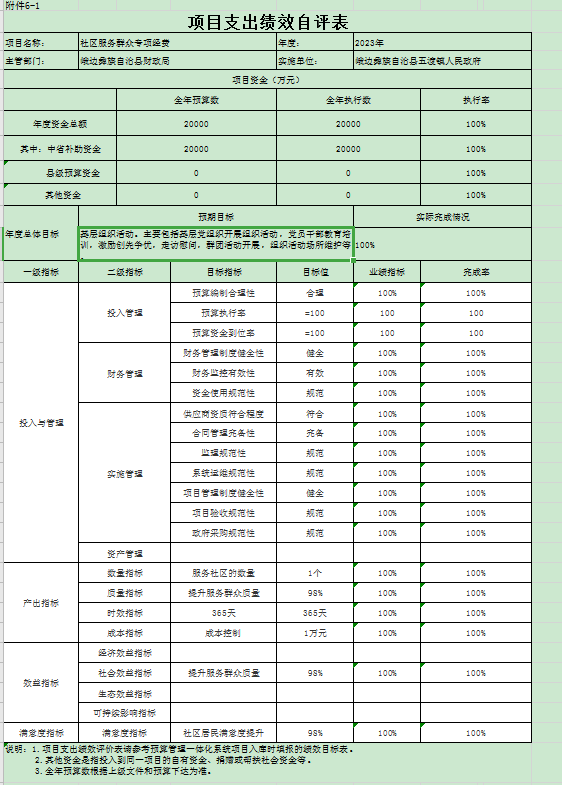 附件6-1
项目支出绩效自评表
项目名称: 社区服务群众专项经费 年度: 2023年
主管部门: 峨边彝族自治县财政局 实施单位: 峨边彝族自治县五渡镇人民政府
项目资金（万元）
全年预算数 全年执行数 执行率
年度资金总额 20000 20000 100%
其中：中省补助资金 20000 20000 100%
县级预算资金 0 0 100%
其他资金 0 0 100%
年度总体目标 预期目标 实际完成情况
基层组织活动。主要包括基层党组织开展组织活动，党员干部教育培
训，激励创先争优，走访慰问，群团活动开展，组织活动场所维护等 100%
一级指标 二级指标 目标指标 目标值 业绩指标 完成率
投入与管理 投入管理 预算编制合理性 合理 100% 100%
预算执行率 =100 100 100
预算资金到位率 =100 100 100
财务管理 财务管理制度健全性 健全 100% 100%
财务监控有效性 有效 100% 100%
资金使用规范性 规范 100% 100%
实施管理 供应商资质符合程度 符合 100% 100%
合同管理完备性 完备 100% 100%
监理规范性 规范 100% 100%
系统运维规范性 规范 100% 100%
项目管理制度健全性 健全 100% 100%
项目验收规范性 规范 100% 100%
政府采购规范性 规范 100% 100%
资产管理
产出指标 数量指标 服务社区的数量 1个 100% 100%
质量指标 提升服务群众质量 98% 100% 100%
时效指标 365天 365天 100% 100%
成本指标 成本控制 1万元 100% 100%
效益指标 经济效益指标
社会效益指标 提升服务群众质量 98% 100% 100%
生态效益指标
可持续影响指标
满意度指标 满意度指标 社区居民满意度提升 98% 100% 100%
说明：1.项目支出绩效评价表请参考预算管理一体化系统项目入库时填报的绩效目标表。
2.其他资金是指投入到同一项目的自有资金、捐赠或帮扶社会资金等。
3.全年预算数根据上级文件和预算下达为准。